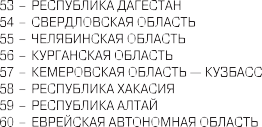 53 – РЕСПУБЛИКА ДАГЕСТАН
54 – СВЕРДЛОВСКАЯ ОБЛАСТЬ
55 – ЧЕЛЯБИНСКАЯ ОБЛАСТЬ
56 – КУРГАНСКАЯ ОБЛАСТЬ
57 – КЕМЕРОВСКАЯ ОБЛАСТЬ — КУЗБАСС
58 – РЕСПУБЛИКА ХАКАСИЯ
59 – РЕСПУБЛИКА АЛТАЙ
60 – ЕВРЕЙСКАЯ АВТОНОМНАЯ ОБЛАСТЬ